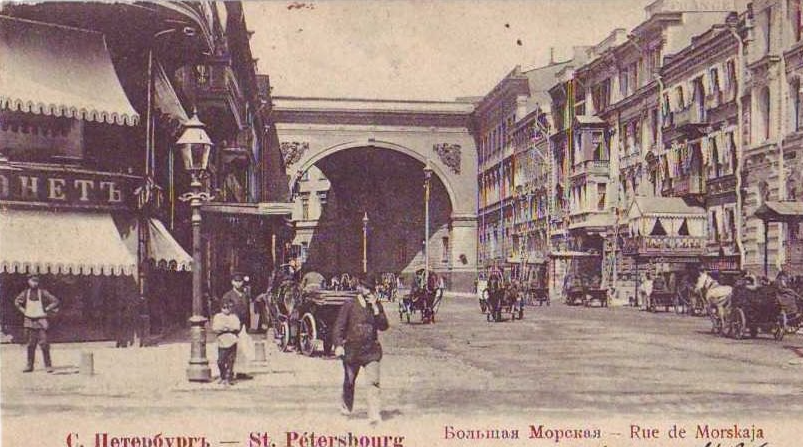 ОНЕТЪ
С. Петербургъ — St. Pétersbourg
Большая Морская — Rue de Morskaja